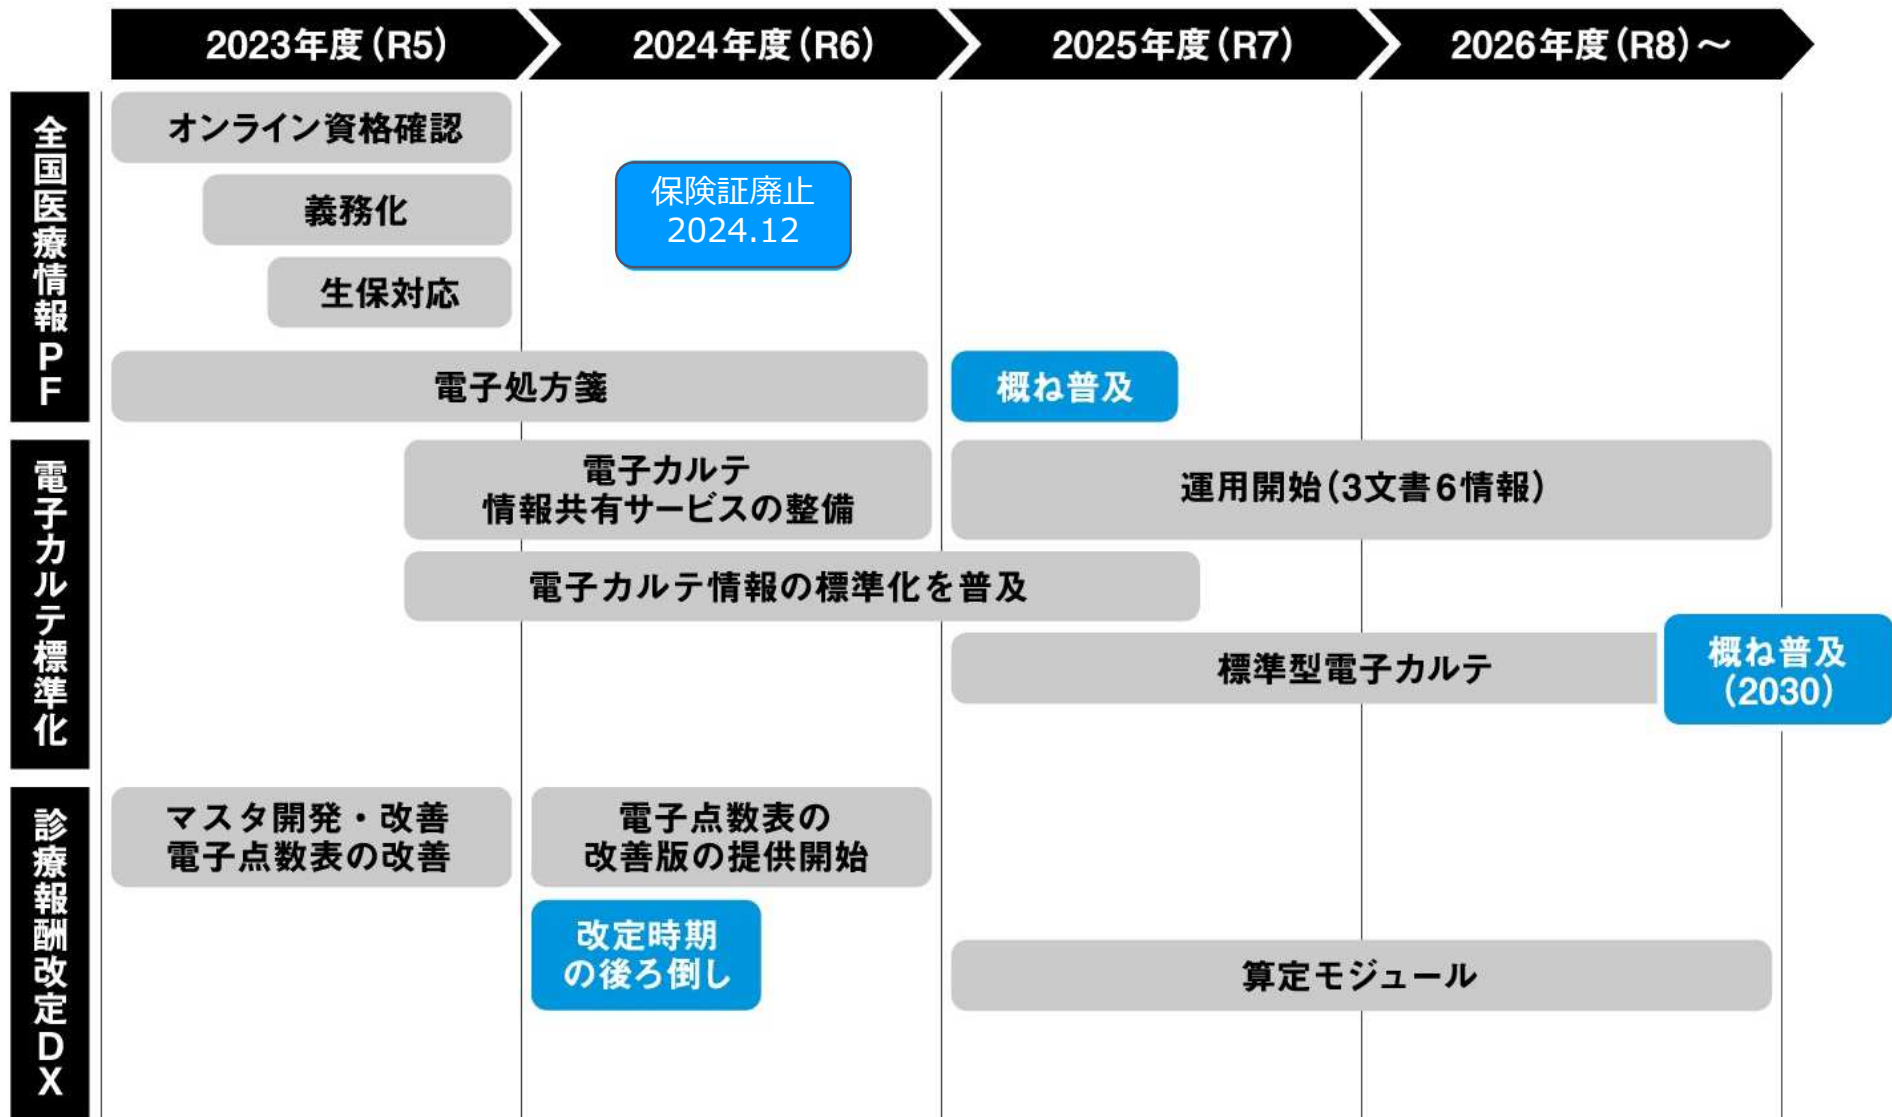 2023年度(R5)
2024年度(R6)
2025年度(R7)
2026年度(R8)～
全国医療情報PF
オンライン資格確認
義務化
生保対応
保険証廃止
2024.12
電子処方箋
概ね普及
電子カルテ標準化
電子カルテ
情報共有サービスの整備
運用開始(3文書6情報)
電子カルテ情報の標準化を普及
標準型電子カルテ
概ね普及
(2030)
診療報酬改定DX
マスタ開発・改善
電子点数表の改善
電子点数表の
改善版の提供開始
改定時期
の後ろ倒し
算定モジュール